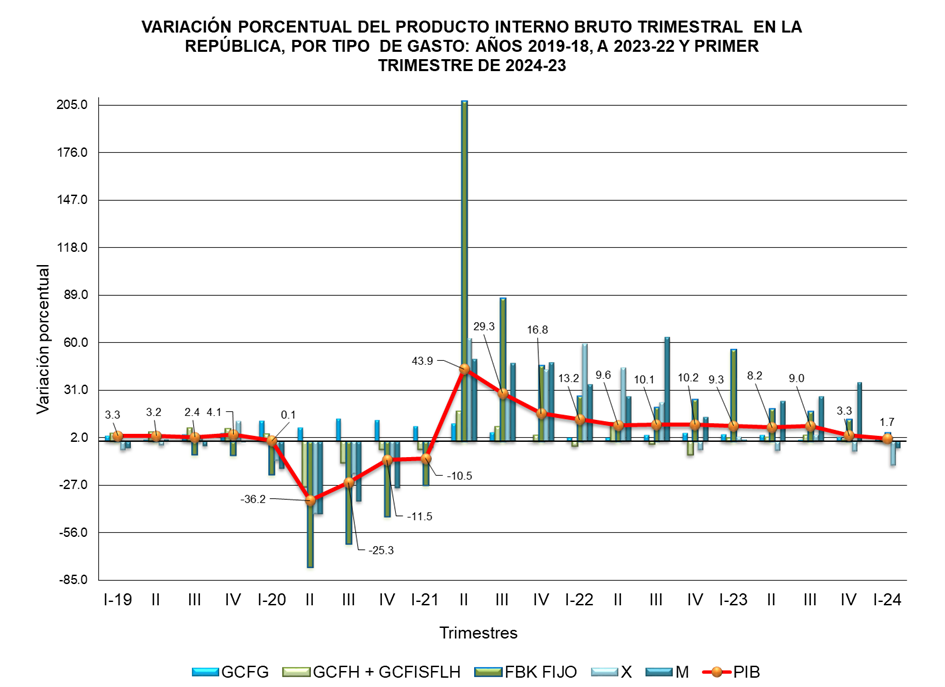 VARIACIÓN PORCENTUAL DEL PRODUCTO INTERNO BRUTO TRIMESTRAL EN LA
REPÚBLICA, POR TIPO DE GASTO: AÑOS 2019-18, A 2023-22 Y PRIMER
TRIMESTRE DE 2024-23
Variación porcentual
205.0
176.0
147.0
118.0
89.0
60.0
31.0
2.0
-27.0
-56.0
-85.0
3.3 3.2 2.4 4.1 0.1 -36.2 -25.3 -11.5 -10.5 43.9 29.3 16.8 13.2 9.6 10.1 10.2 9.3 8.2 9.0 3.3 1.7
I-19 II III IV I-20 II III IV I-21 II III IV I-22 II III IV I-23 II III IV I-24
Trimestres
GCFG GCFH + GCFISFLH FBK FIJO X M PIB